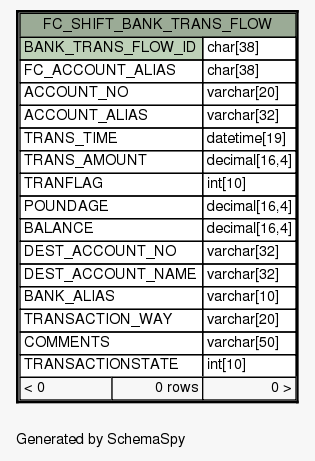 FC_SHIFT_BANK_TRANS_FLOW
BANK_TRANS_FLOW_ID char[38]
FC_ACCOUNT_ALIAS char[38]
ACCOUNT_NO varchar[20]
ACCOUNT_ALIAS varchar[32]
TRANS_TIME datetime[19]
TRANS_AMOUNT decimal[16,4]
TRANFLAG int[10]
POUNDAGE decimal[16,4]
BALANCE decimal[16,4]
DEST_ACCOUNT_NO varchar[32]
DEST_ACCOUNT_NAME varchar[32]
BANK_ALIAS varchar[10]
TRANSACTION_WAY varchar[20]
COMMENTS varchar[50]
TRANSACTIONSTATE int[10]
< 0 0 rows 0 >
Generated by SchemaSpy